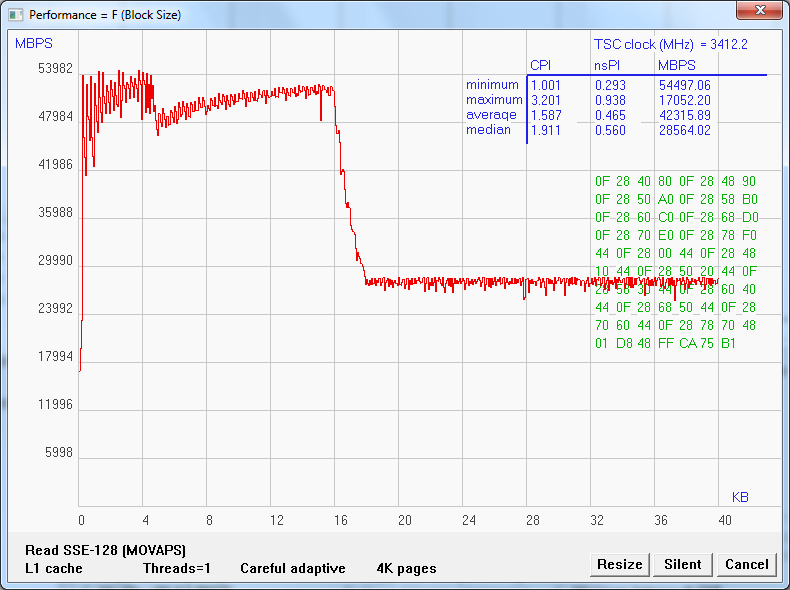 Performance = F (Block Size)
MBPS
TSC clock (MHz) = 3412.2
CPI nsPI MBPS
minimum 1.001 0.293 54497.06
maximum 3.201 0.938 17052.20
average 1.587 0.465 42315.89
median 1.911 0.560 28564.02
53982
47984
41986
35988
29990
23992
17994
11996
5998
0F 28 40 80 0F 28 48 90
0F 28 50 A0 0F 28 58 B0
0F 28 60 C0 0F 28 68 D0
0F 28 70 E0 0F 28 78 F0
44 0F 28 00 44 0F 28 48
10 44 0F 28 50 20 44 0F
28 58 30 44 0F 28 60 40
44 0F 28 68 50 44 0F 28
70 60 44 0F 28 78 70 48
01 D8 48 FF CA 75 B1
KB
0 4 8 12 16 20 24 28 32 36 40
Read SSE-128 (MOVAPS)
L1 cache Threads=1 Careful adaptive 4K pages
Resize Silent Cancel